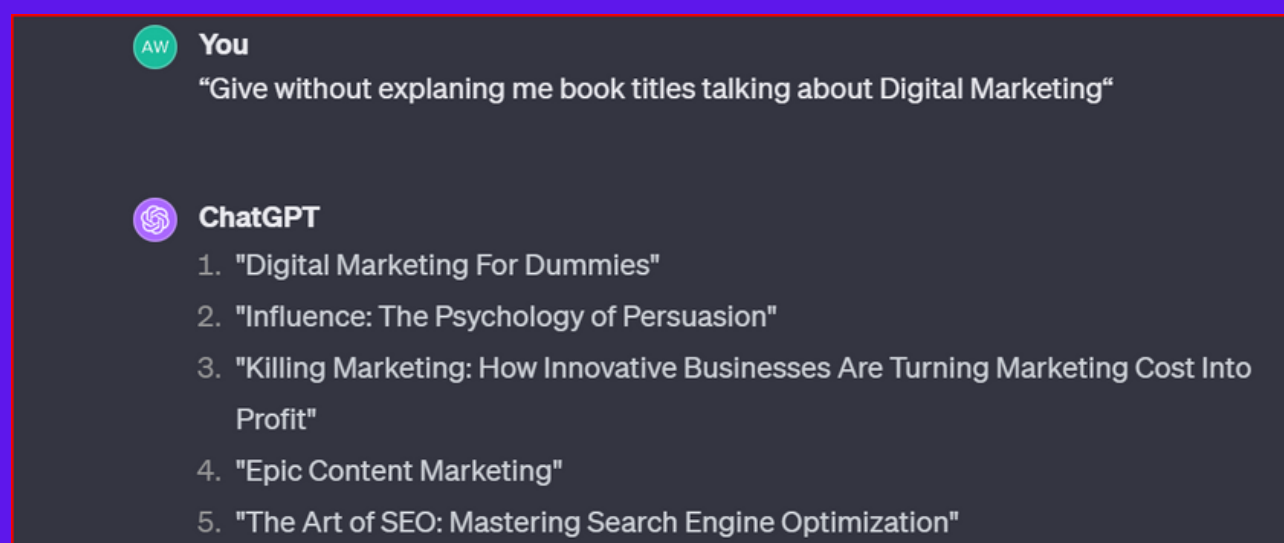 AW You
“Give without explaning me book titles talking about Digital Marketing“
ChatGPT
1. "Digital Marketing For Dummies"
2. "Influence: The Psychology of Persuasion"
3. "Killing Marketing: How Innovative Businesses Are Turning Marketing Cost Into
Profit"
4. "Epic Content Marketing"
5. "The Art of SEO: Mastering Search Engine Optimization"